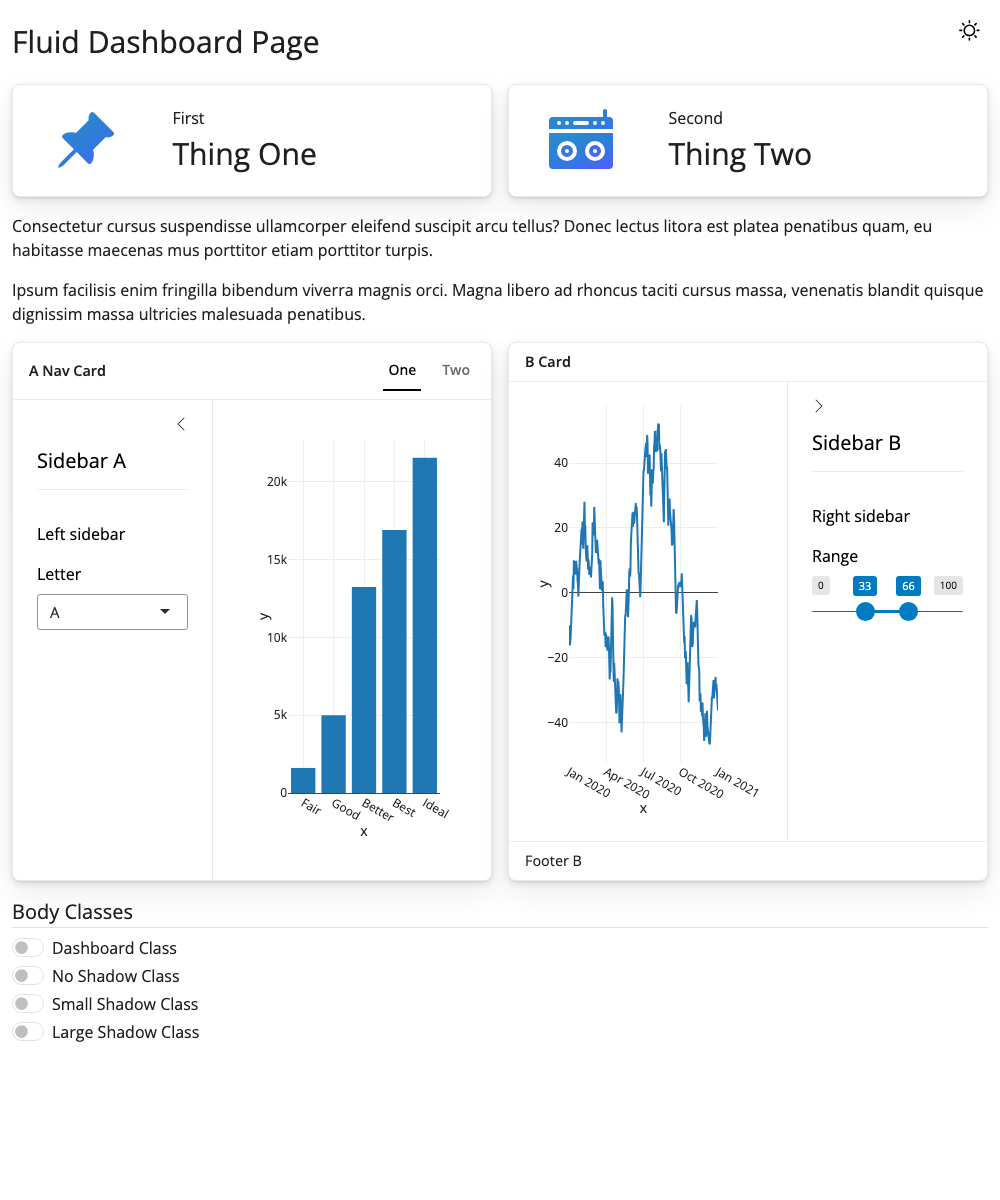 Fluid Dashboard Page
First
Thing One
Second
Thing Two
Consectetur cursus suspendisse ullamcorper eleifend suscipit arcu tellus? Donec lectus litora est platea penatibus quam, eu
habitasse maecenas mus porttitor etiam porttitor turpis.
Ipsum facilisis enim fringilla bibendum viverra magnis orci. Magna libero ad rhoncus taciti cursus massa, venenatis blandit quisque
dignissim massa ultricies malesuada penatibus.
A Nav Card
One
Two
Sidebar A
Left sidebar
Letter
A
20k
15k
10k
5k
0
y
Fair
Good
Better
Best
Ideal
x
B Card
40
20
0
−20
−40
y
Jan 2020
Apr 2020
Jul 2020
Oct 2020
Jan 2021
x
Sidebar B
Right sidebar
Range
0
33
66
100
Footer B
Body Classes
Dashboard Class
No Shadow Class
Small Shadow Class
Large Shadow Class